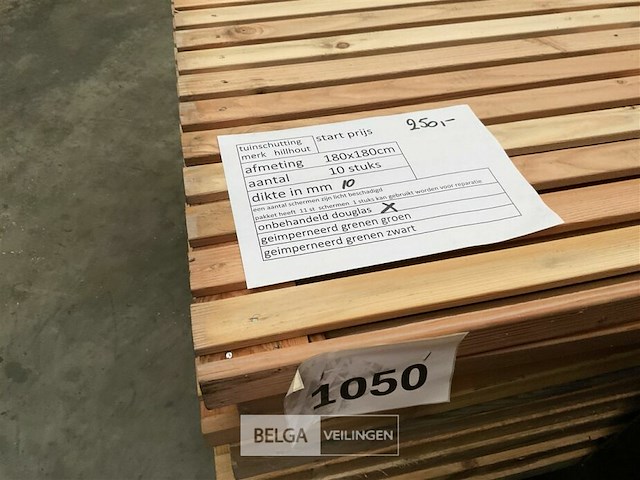 tuinschutting start prijs 250,-
merk hillhout
afmeting 180x180cm
aantal 10 stuks
dikte in mm 10
een aantal schermen zijn licht beschadigd
pakket heeft 11 st schermen 1 stuks kan gebruikt worden voor reparatie
onbehandeld douglas X
geimperneerd grenen groen
geimperneerd grenen zwart
1050
BELGA VEILINGEN